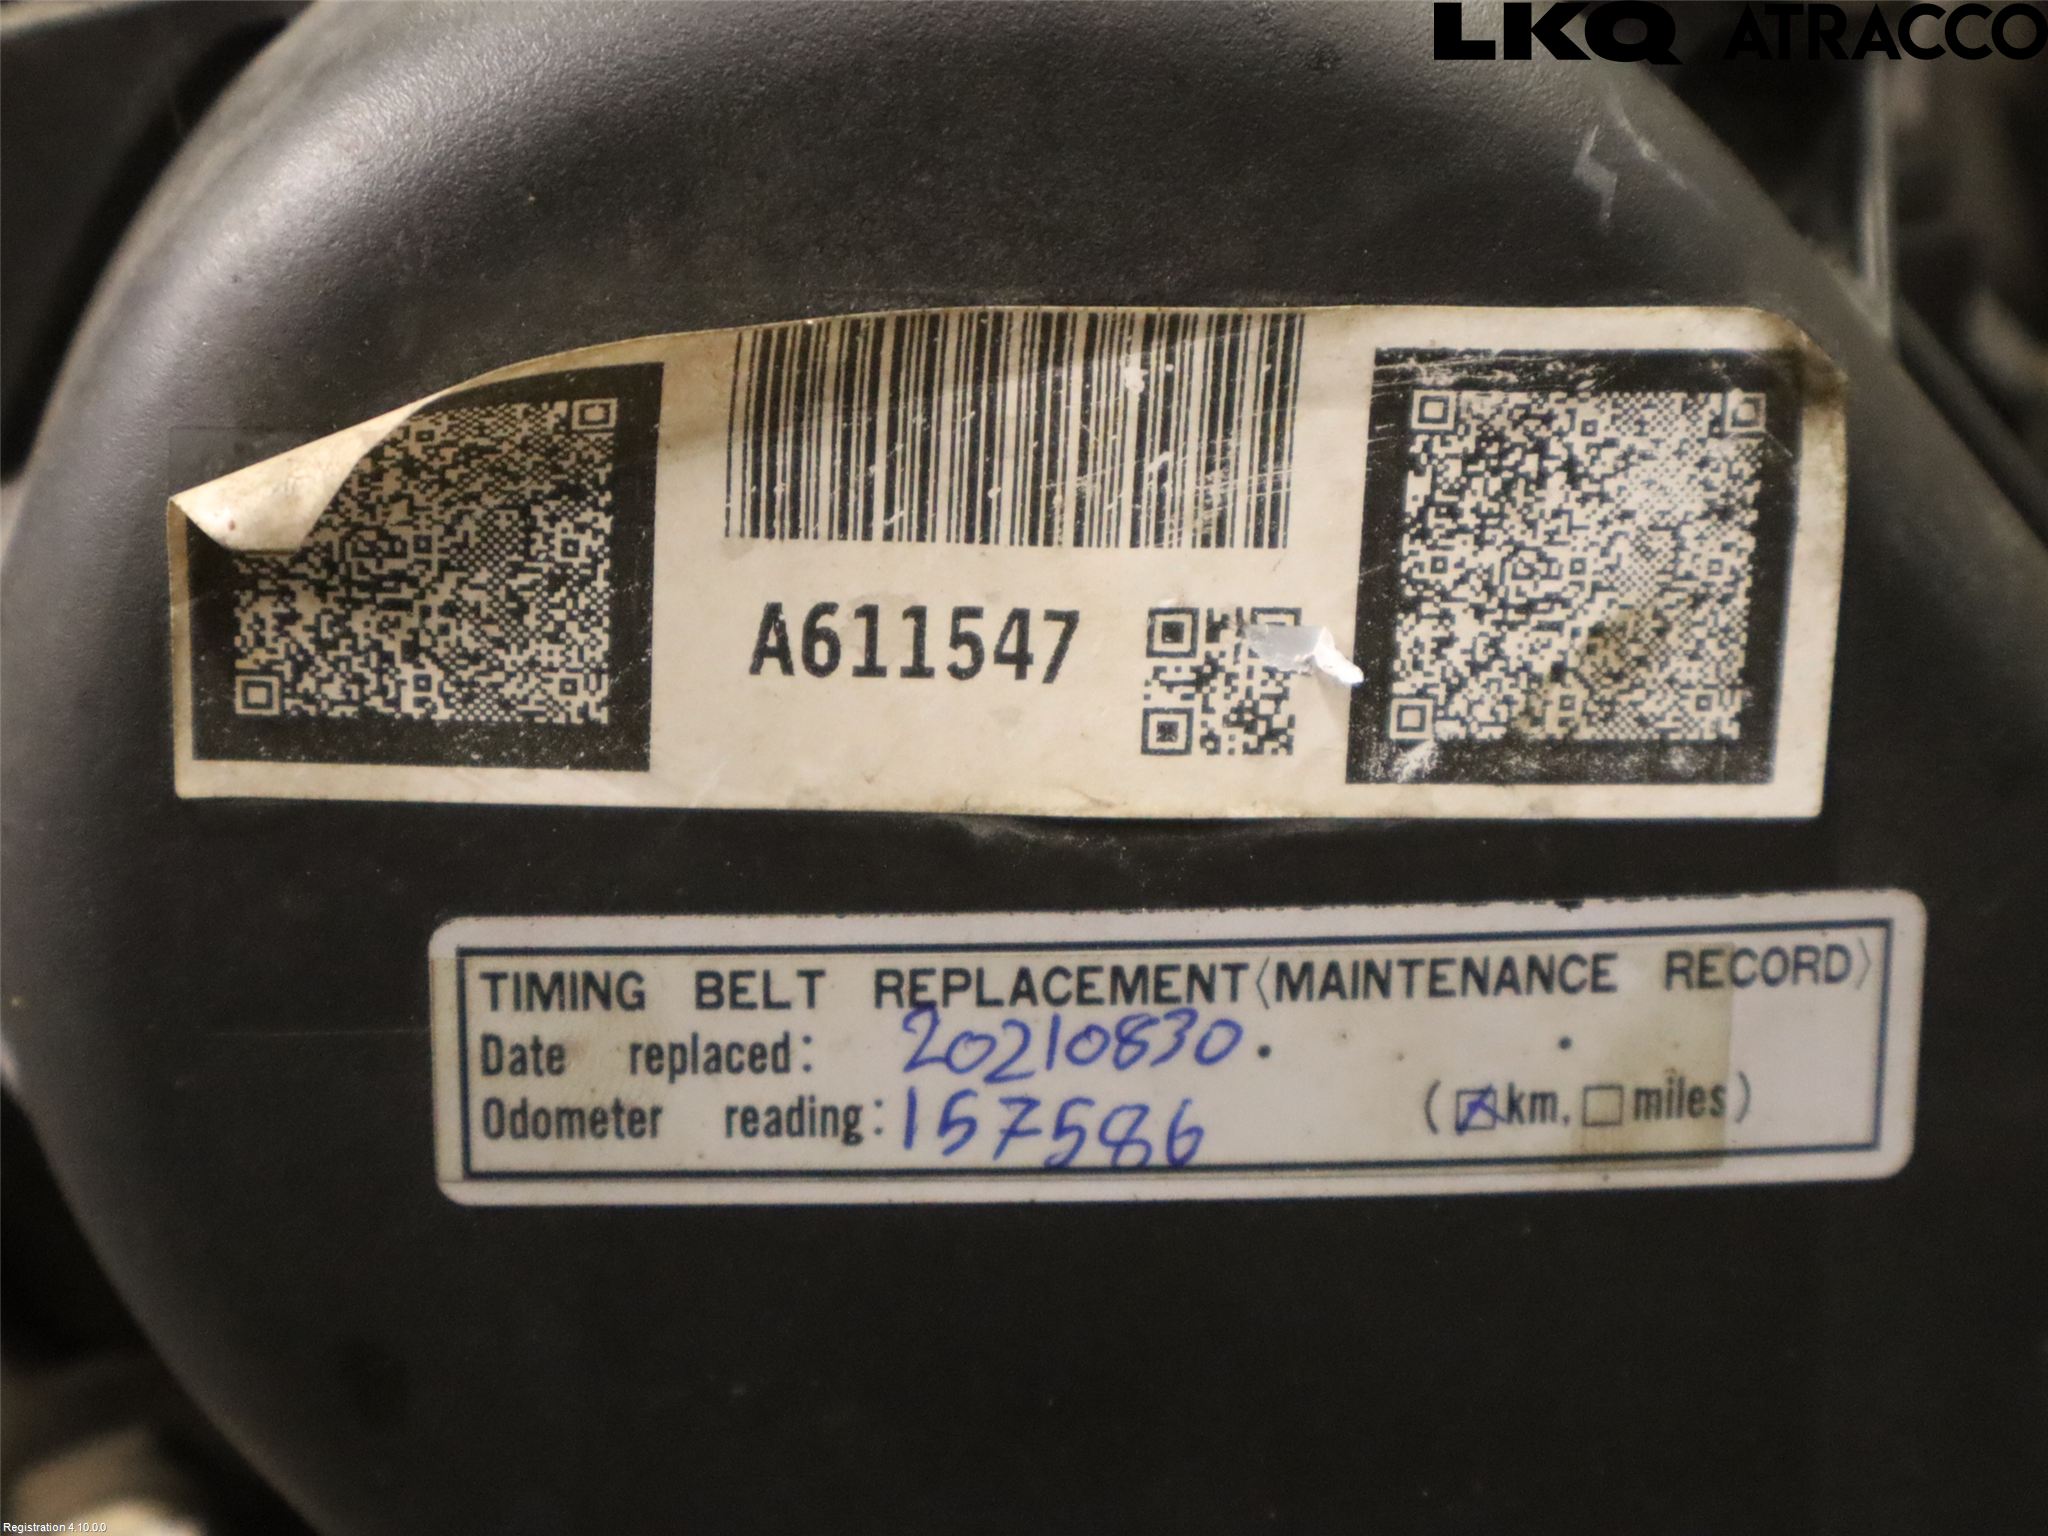 LKQ ATRACCO
A611547
TIMING BELT REPLACEMENT〈MAINTENANCE RECORD〉
Date replaced: 20210830.
Odometer reading: 157586 (☒km, ☐miles)
Registration 4.10.0.0